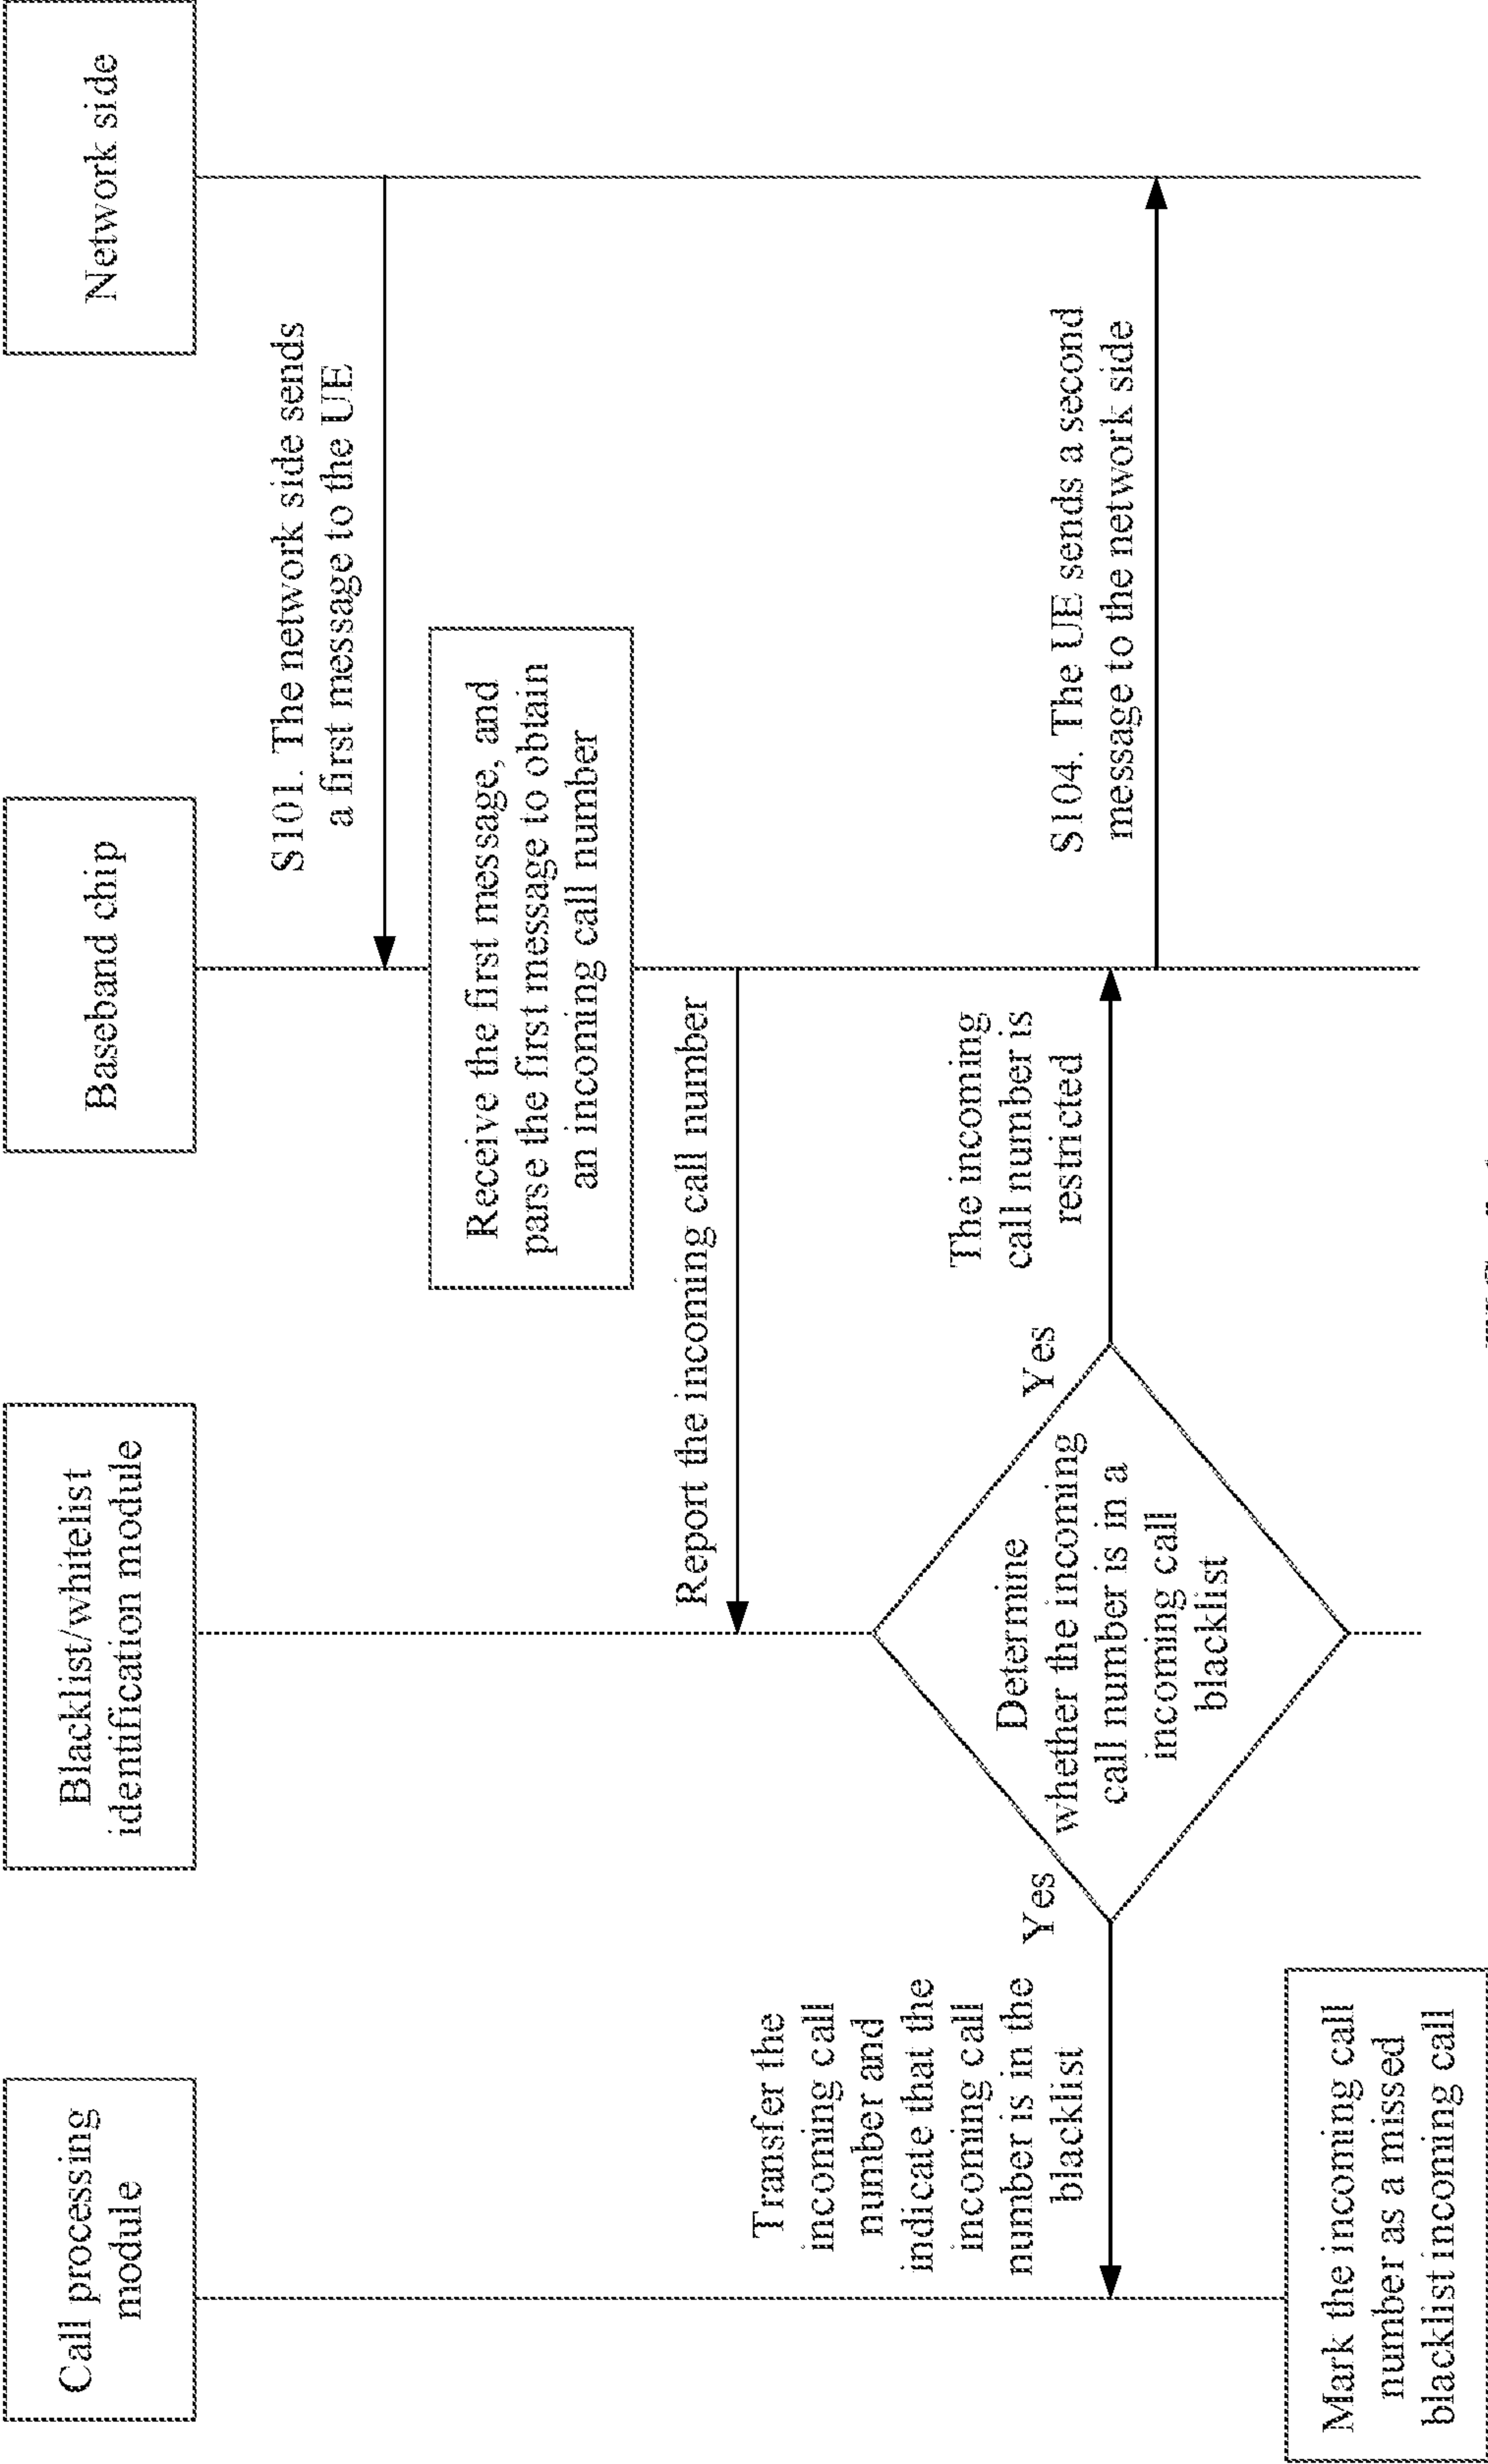 Call processing
module
Blacklist/whitelist
identification module
Baseband chip
Network side
S101. The network side sends
a first message to the UE
Receive the first message, and
parse the first message to obtain
an incoming call number
Report the incoming call number
Transfer the
incoming call
number and
indicate that the
incoming call
number is in the
blacklist
Yes
Determine
whether the incoming
call number is in a
incoming call
blacklist
Yes
The incoming
call number is
restricted
S104. The UE sends a second
message to the network side
Mark the incoming call
number as a missed
blacklist incoming call